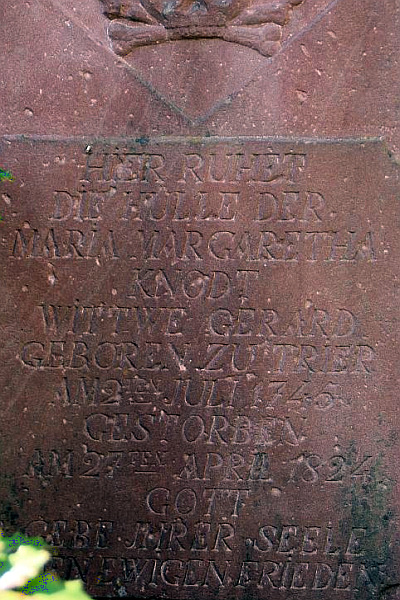 HIER RUHET
DIE HÜLLE DER
MARIA MARGARETHA
KNODT
WITTWE GERARD
GEBOREN ZU TRIER
AM 2TEN JULI 1745.
GESTORBEN
AM 27TEN APRIL 1824.
GOTT
GEBE IHRER SEELE
DEN EWIGEN FRIEDEN